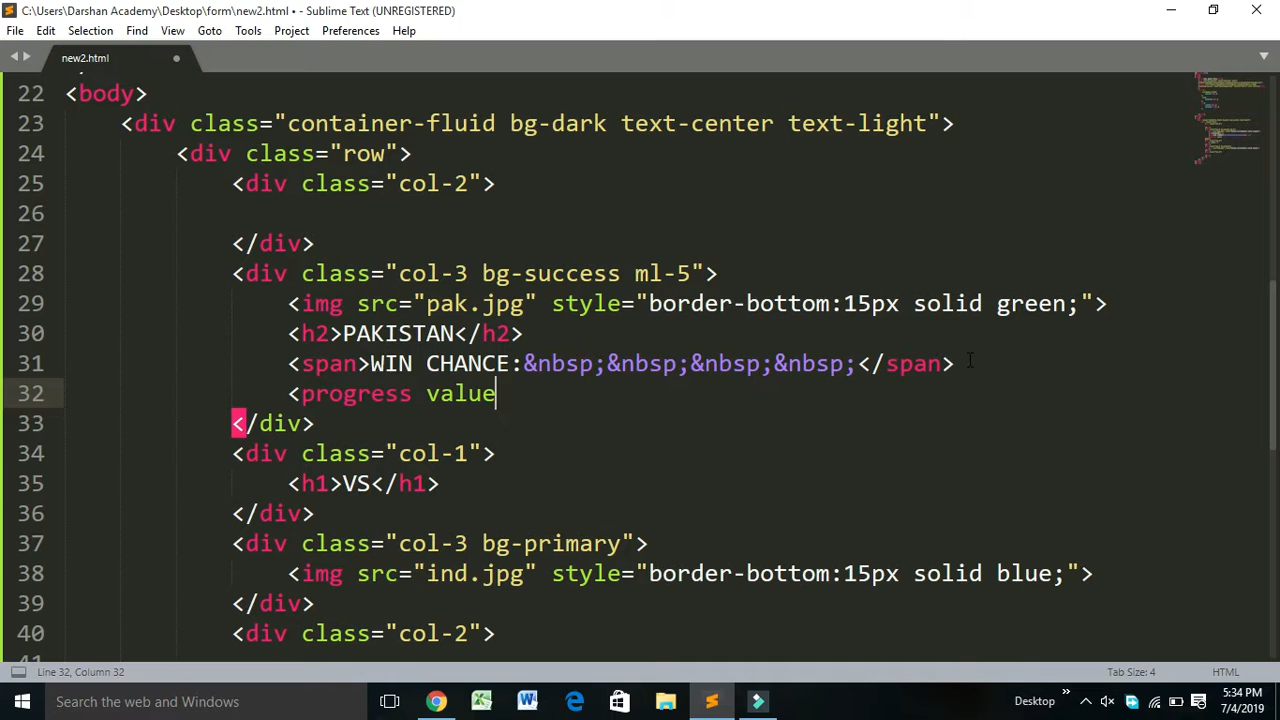 C:\Users\Darshan Academy\Desktop\form\new2.html • - Sublime Text (UNREGISTERED)
File Edit Selection Find View Goto Tools Project Preferences Help
new2.html
22 <body>
23 <div class="container-fluid bg-dark text-center text-light">
24 <div class="row">
25 <div class="col-2">
26
27 </div>
28 <div class="col-3 bg-success ml-5">
29 <img src="pak.jpg" style="border-bottom:15px solid green;">
30 <h2>PAKISTAN</h2>
31 <span>WIN CHANCE:&nbsp;&nbsp;&nbsp;&nbsp;</span>
32 <progress value
33 </div>
34 <div class="col-1">
35 <h1>VS</h1>
36 </div>
37 <div class="col-3 bg-primary">
38 <img src="ind.jpg" style="border-bottom:15px solid blue;">
39 </div>
40 <div class="col-2">
Line 32, Column 32 Tab Size: 4 HTML
Search the web and Windows Desktop 5:34 PM
7/4/2019